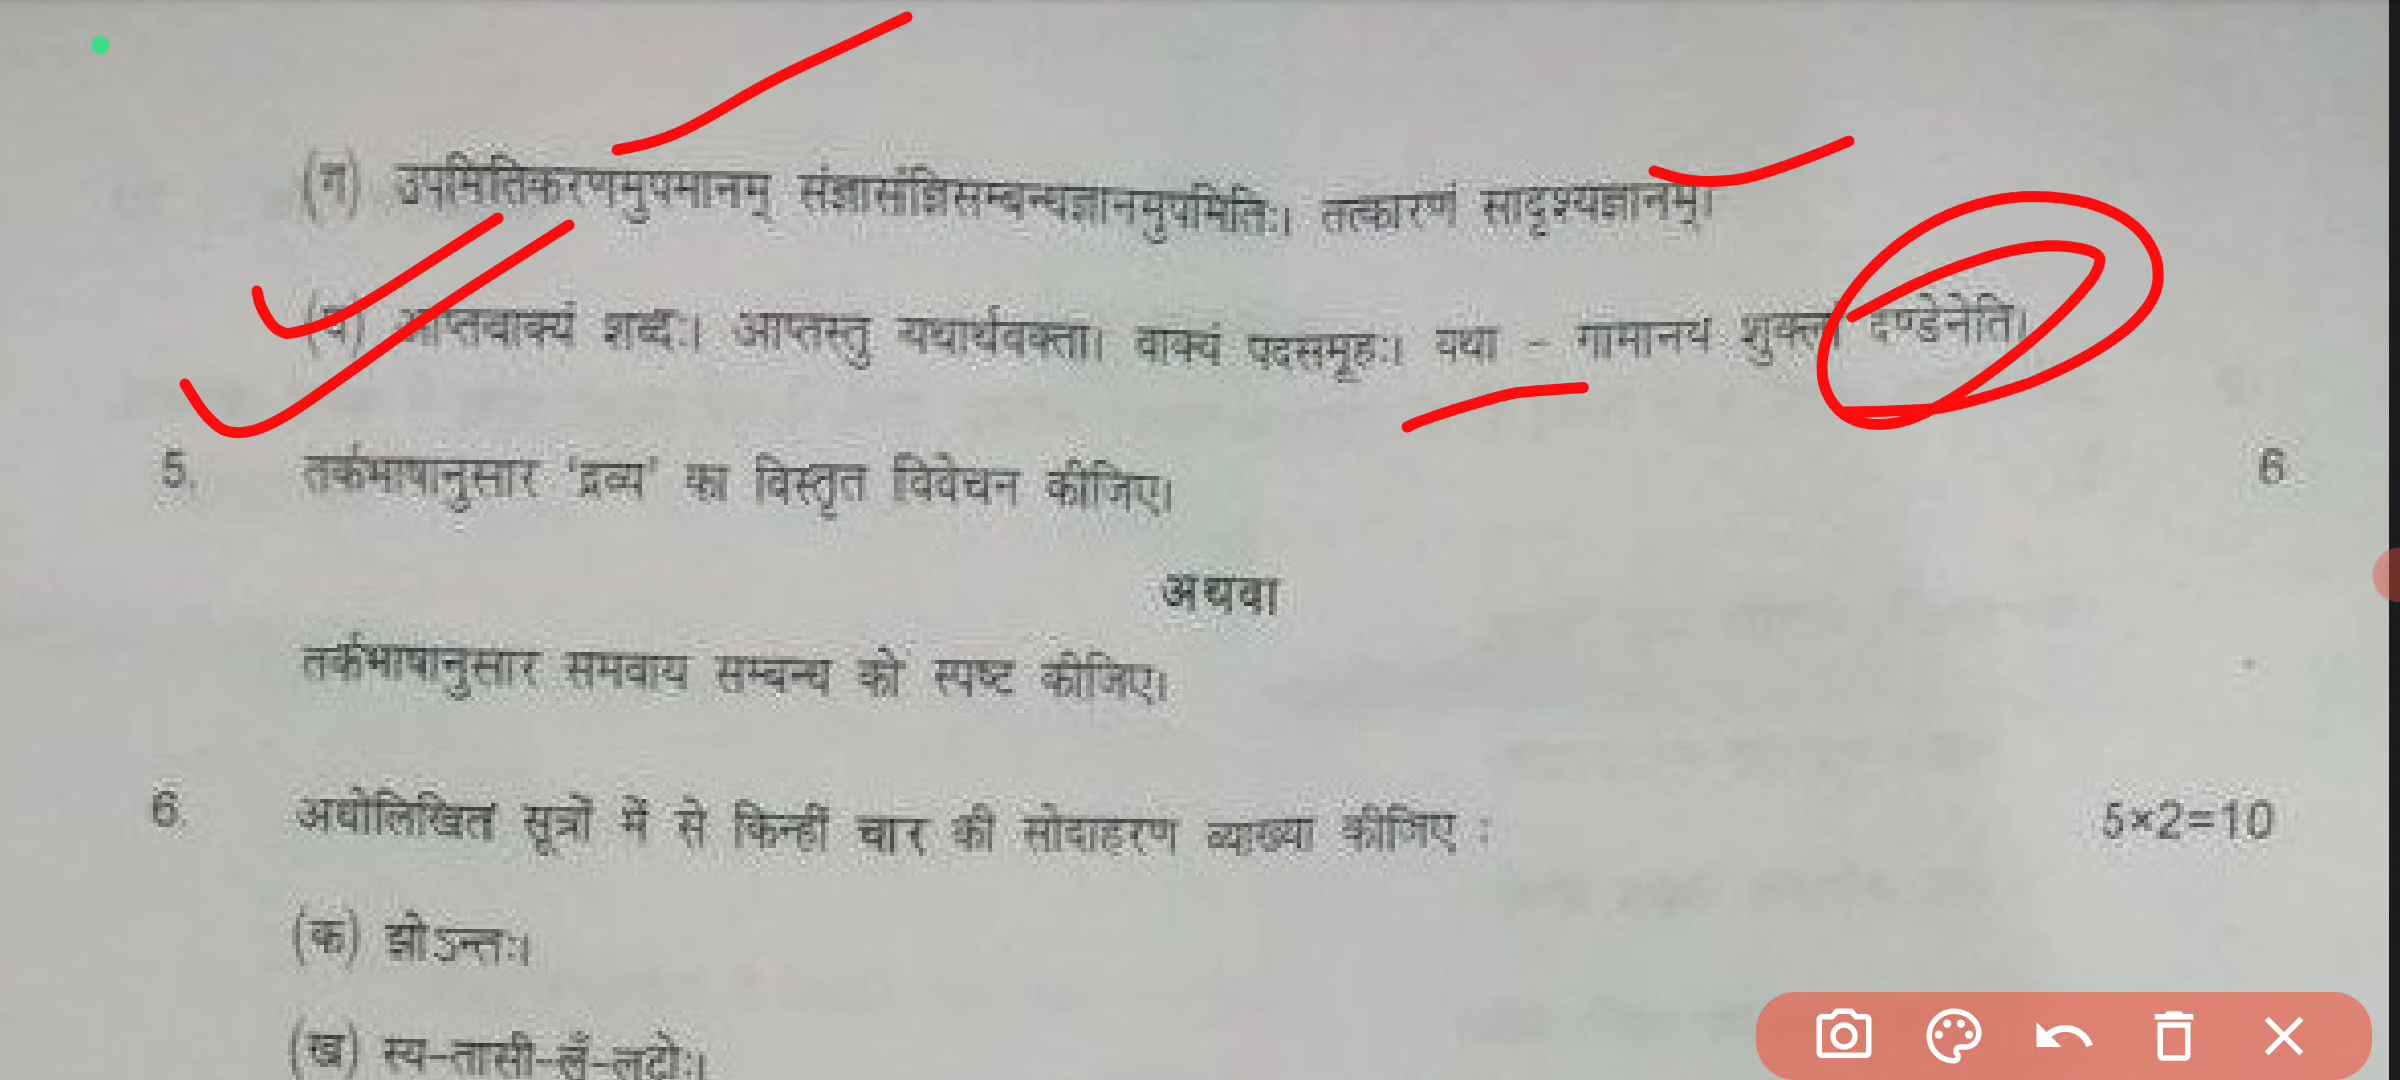 (ग) उपमितिकरणमुपमानम् संज्ञासंज्ञिसम्बन्धज्ञानमुपमितिः। तत्कारणं सादृश्यज्ञानम्।
(घ) आप्तवाक्यं शब्दः। आप्तस्तु यथार्थवक्ता। वाक्यं पदसमूहः। यथा - गामानय शुक्लां दण्डेनेति।
5. तर्कभाषानुसार 'द्रव्य' का विस्तृत विवेचन कीजिए। 6
अथवा
तर्कभाषानुसार समवाय सम्बन्ध को स्पष्ट कीजिए।
6. अधोलिखित सूत्रों में से किन्हीं चार की सोदाहरण व्याख्या कीजिए : 5×2=10
(क) झोऽन्तः।
(ख) स्य-तासी-लृँ-लुटोः।